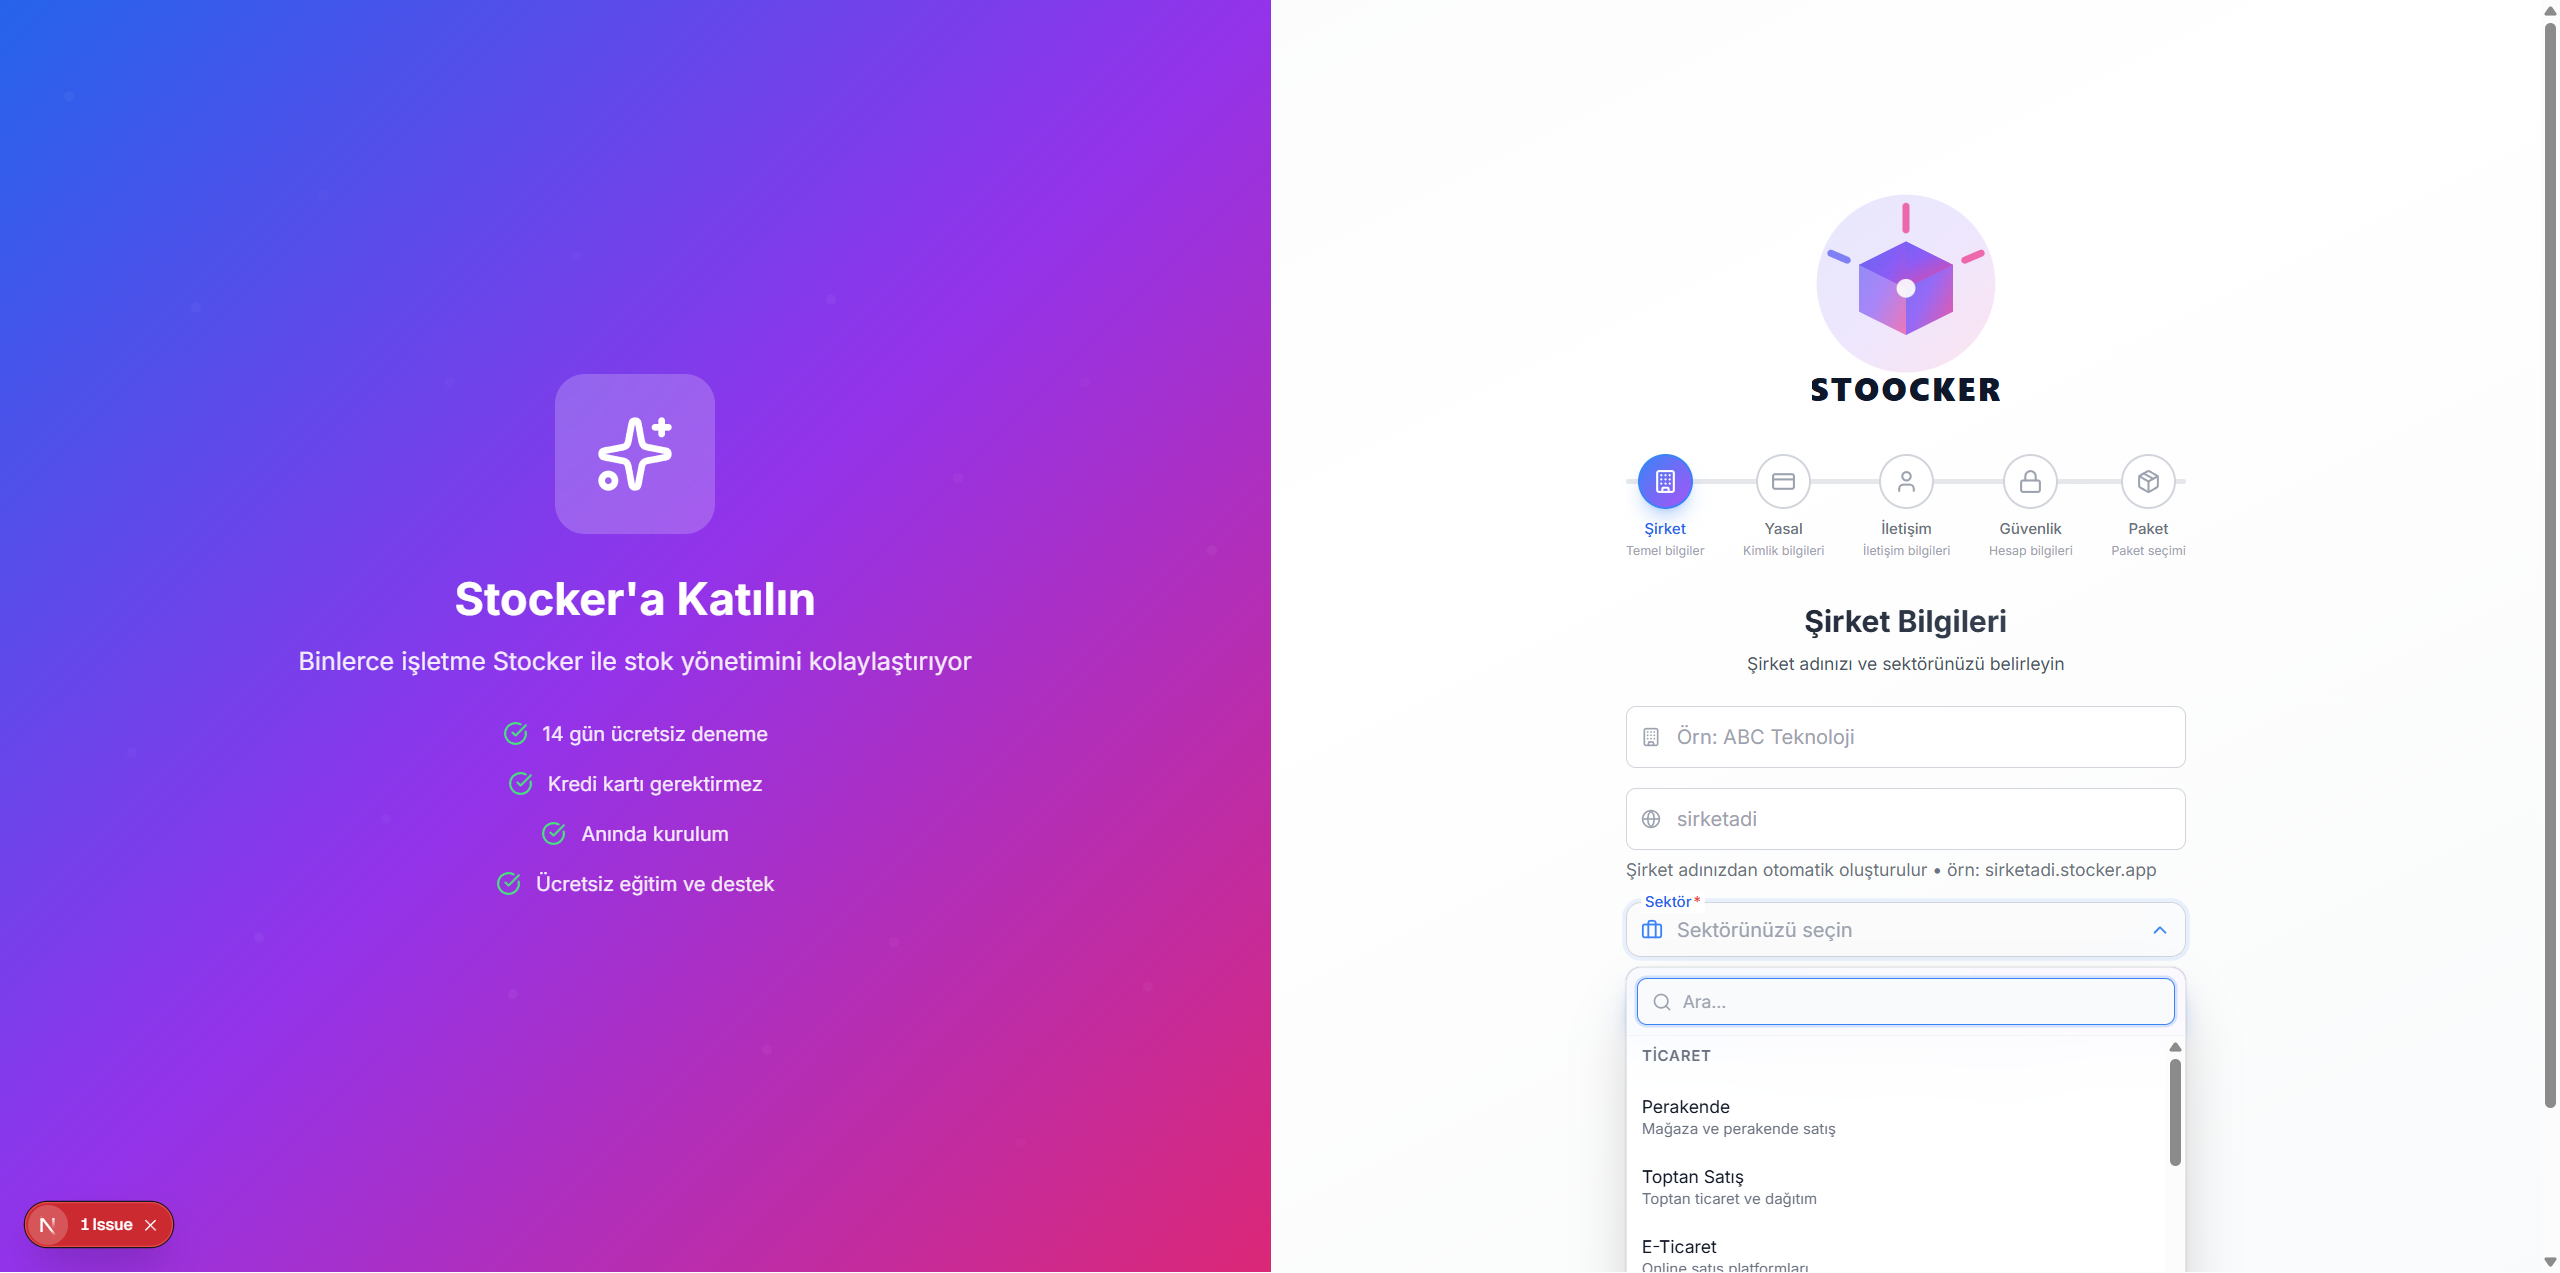 Stocker'a Katılın
Binlerce işletme Stocker ile stok yönetimini kolaylaştırıyor
14 gün ücretsiz deneme
Kredi kartı gerektirmez
Anında kurulum
Ücretsiz eğitim ve destek
N 1 Issue
STOOCKER
Şirket Yasal İletişim Güvenlik Paket
Temel bilgiler Kimlik bilgileri İletişim bilgileri Hesap bilgileri Paket seçimi
Şirket Bilgileri
Şirket adınızı ve sektörünüzü belirleyin
Örn: ABC Teknoloji
sirketadi
Şirket adınızdan otomatik oluşturulur • örn: sirketadi.stocker.app
Sektör*
Sektörünüzü seçin
Ara...
TİCARET
Perakende
Mağaza ve perakende satış
Toptan Satış
Toptan ticaret ve dağıtım
E-Ticaret
Online satış platformları